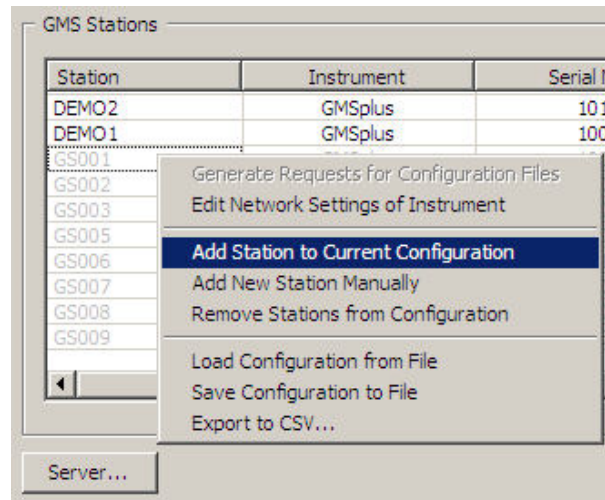 GMS Stations
Station Instrument Serial
DEMO2 GMSplus 101
DEMO1 GMSplus 100
GS001
GS002
GS003
GS005
GS006
GS007
GS008
GS009
Generate Requests for Configuration Files
Edit Network Settings of Instrument
Add Station to Current Configuration
Add New Station Manually
Remove Stations from Configuration
Load Configuration from File
Save Configuration to File
Export to CSV...
Server...